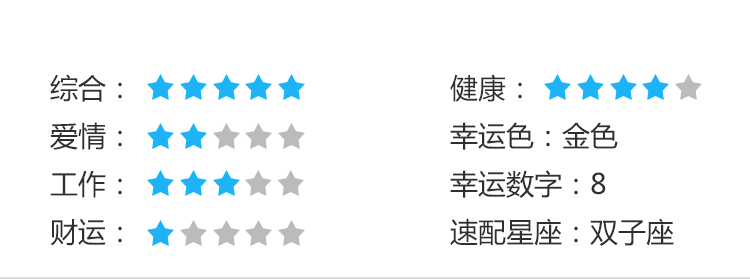 综合：
爱情：
工作：
财运：
健康：
幸运色：金色
幸运数字：8
速配星座：双子座